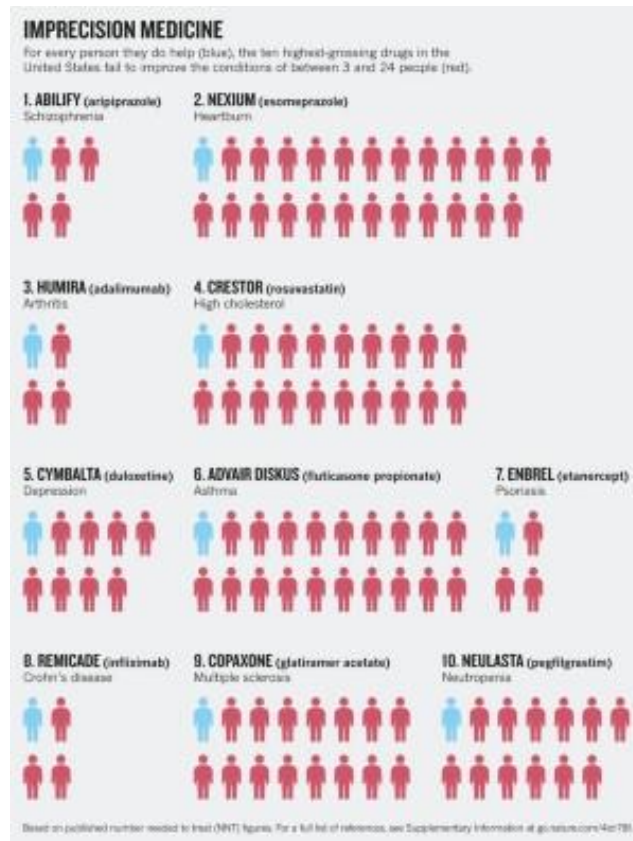 IMPRECISION MEDICINE
For every person they do help (blue), the ten highest-grossing drugs in the
United States fail to improve the conditions of between 3 and 24 people (red).
1. ABILIFY (aripiprazole)
Schizophrenia
2. NEXIUM (esomeprazole)
Heartburn
3. HUMIRA (adalimumab)
Arthritis
4. CRESTOR (rosuvastatin)
High cholesterol
5. CYMBALTA (duloxetine)
Depression
6. ADVAIR DISKUS (fluticasone propionate)
Asthma
7. ENBREL (etanercept)
Psoriasis
8. REMICADE (infliximab)
Crohn's disease
9. COPAXONE (glatiramer acetate)
Multiple sclerosis
10. NEULASTA (pegfilgrastim)
Neutropenia
Based on published number needed to treat (NNT) figures. For a full list of references, see Supplementary Information at